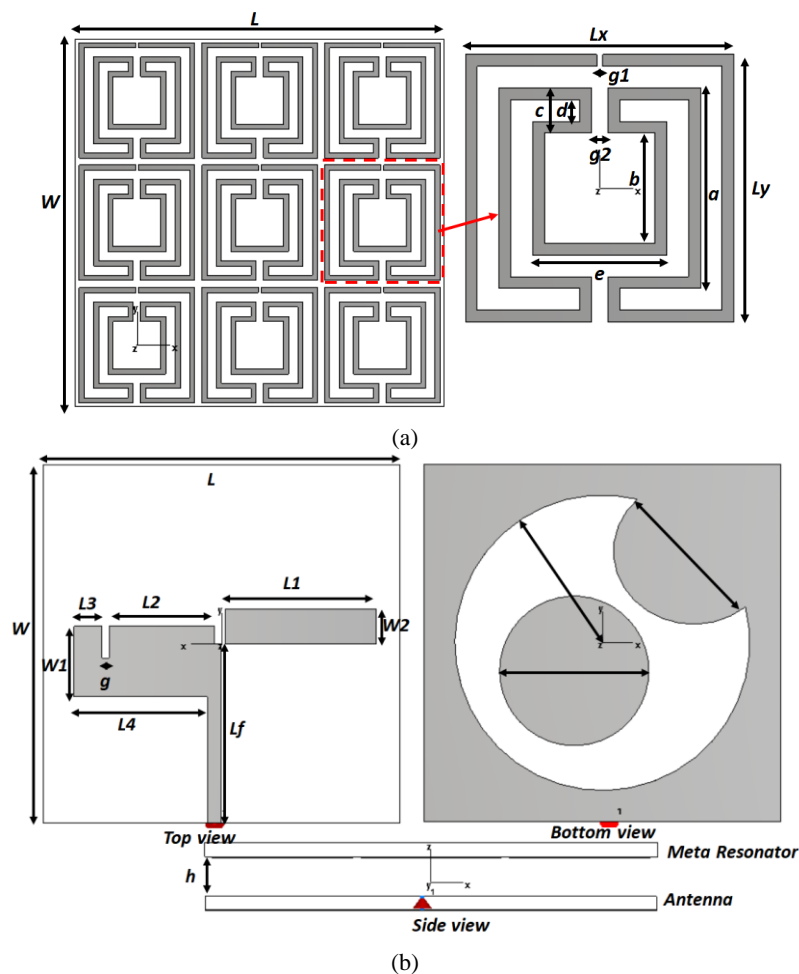 L
W
y
z x
Lx
g1
c d
g2
b
z x
e
a
Ly
(a)
L
W
L3 L2
L1
y
x z
W2
W1
g
L4
Lf
y
z x
Top view
Bottom view
z
Meta Resonator
h
y x
Antenna
Side view
(b)